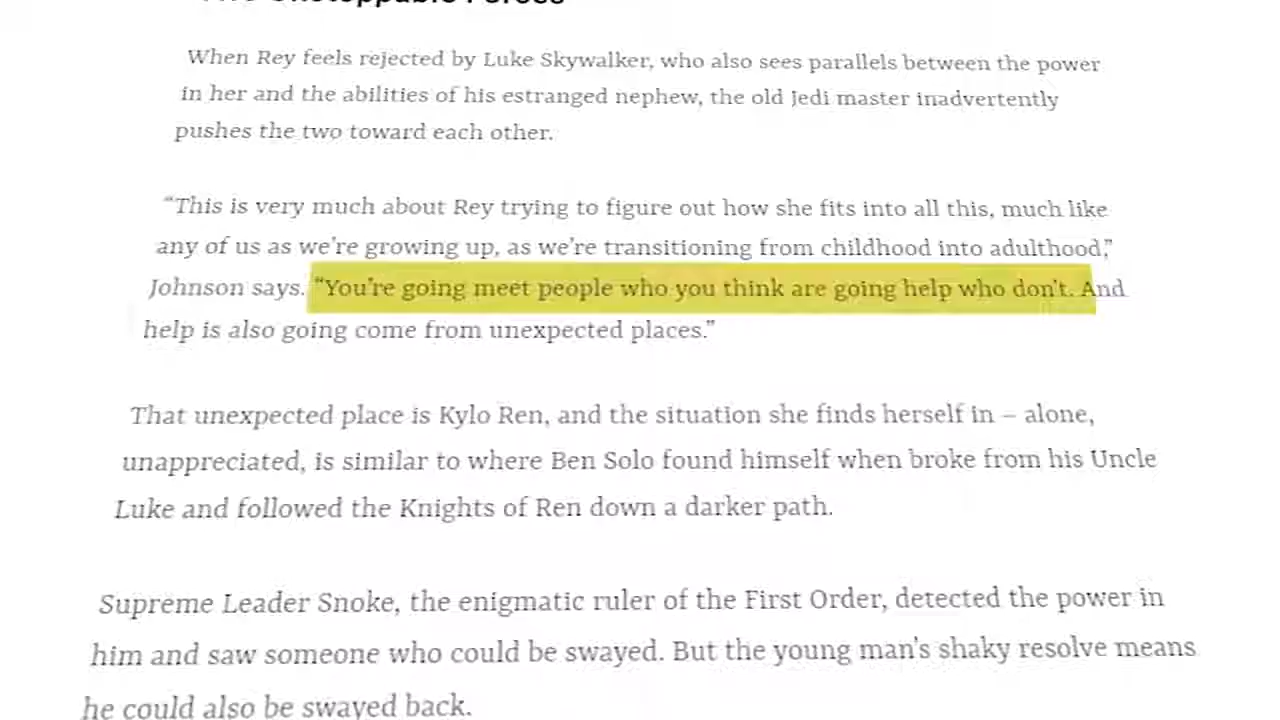 When Rey feels rejected by Luke Skywalker, who also sees parallels between the power
in her and the abilities of his estranged nephew, the old Jedi master inadvertently
pushes the two toward each other.
“This is very much about Rey trying to figure out how she fits into all this, much like
any of us as we’re growing up, as we’re transitioning from childhood into adulthood,”
Johnson says. “You’re going meet people who you think are going help who don’t. And
help is also going come from unexpected places.”
That unexpected place is Kylo Ren, and the situation she finds herself in – alone,
unappreciated, is similar to where Ben Solo found himself when broke from his Uncle
Luke and followed the Knights of Ren down a darker path.
Supreme Leader Snoke, the enigmatic ruler of the First Order, detected the power in
him and saw someone who could be swayed. But the young man's shaky resolve means
he could also be swayed back.